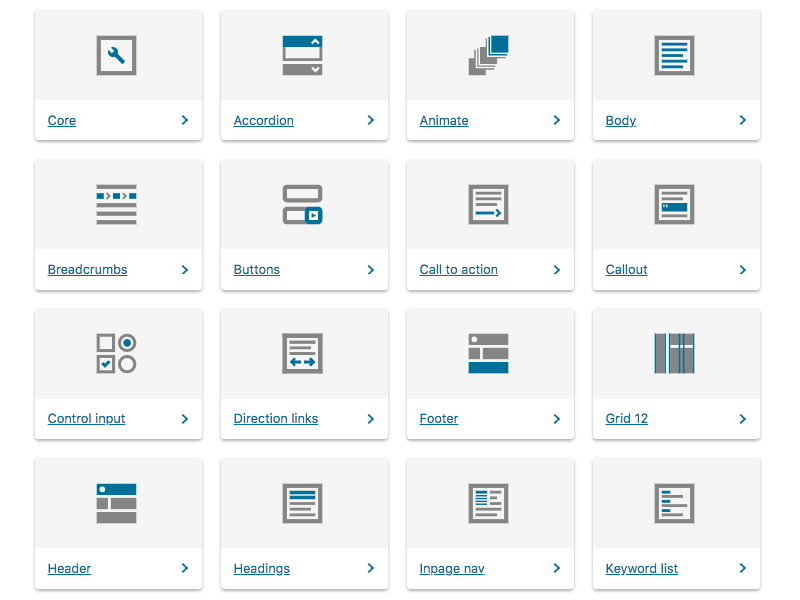 Core
Accordion
Animate
Body
Breadcrumbs
Buttons
Call to action
Callout
Control input
Direction links
Footer
Grid 12
Header
Headings
Inpage nav
Keyword list